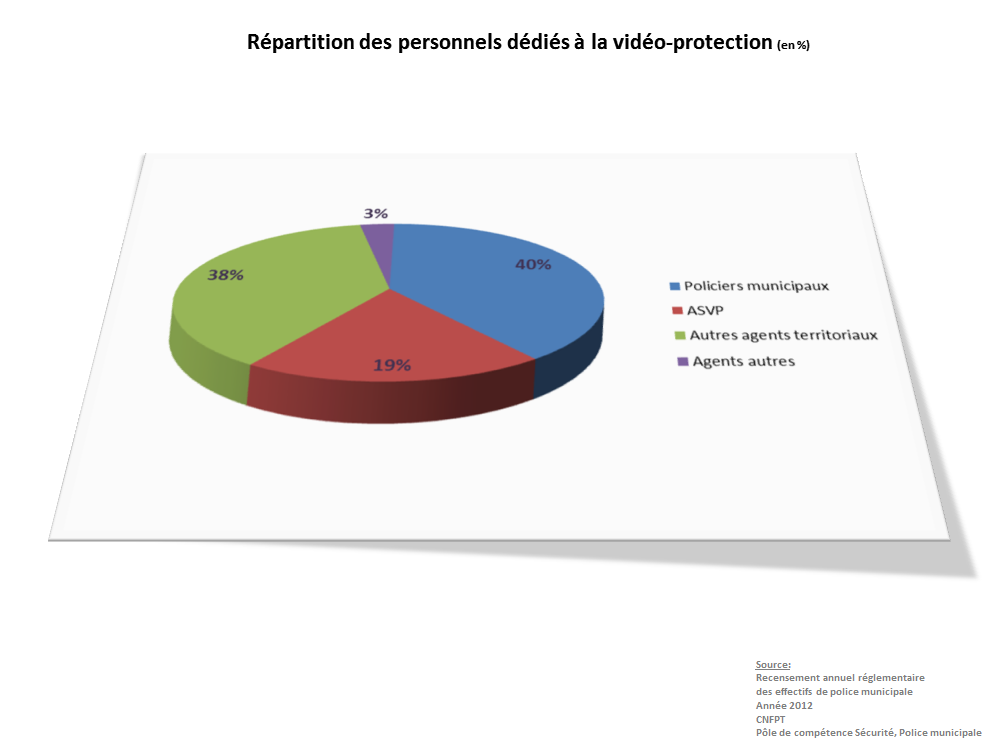 Répartition des personnels dédiés à la vidéo-protection (en %)
3%
40%
38%
19%
Policiers municipaux
ASVP
Autres agents territoriaux
Agents autres
Source:
Recensement annuel réglementaire
des effectifs de police municipale
Année 2012
CNFPT
Pôle de compétence Sécurité, Police municipale